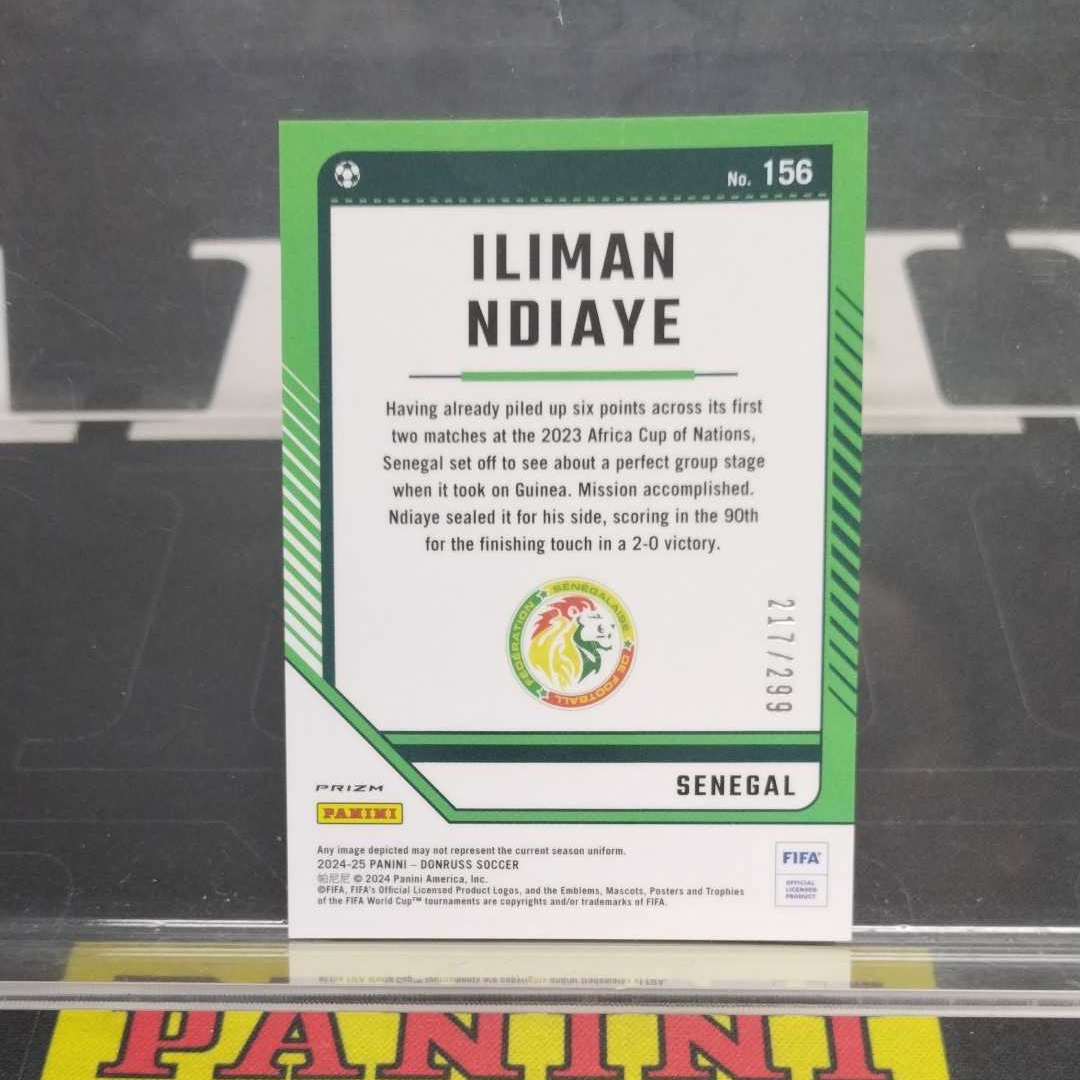 No. 156
ILIMAN
NDIAYE
Having already piled up six points across its first
two matches at the 2023 Africa Cup of Nations,
Senegal set off to see about a perfect group stage
when it took on Guinea. Mission accomplished.
Ndiaye sealed it for his side, scoring in the 90th
for the finishing touch in a 2-0 victory.
FÉDÉRATION SÉNÉGALAISE DE FOOTBALL
217/299
SENEGAL
PRIZM
PANINI
Any image depicted may not represent the current season uniform.
2024-25 PANINI – DONRUSS SOCCER
帕尼尼 © 2024 Panini America, Inc.
©FIFA, FIFA's Official Licensed Product Logos, and the Emblems, Mascots, Posters and Trophies
of the FIFA World Cup™ tournaments are copyrights and/or trademarks of FIFA.
FIFA®
OFFICIAL
LICENSED
PRODUCT
PANINI